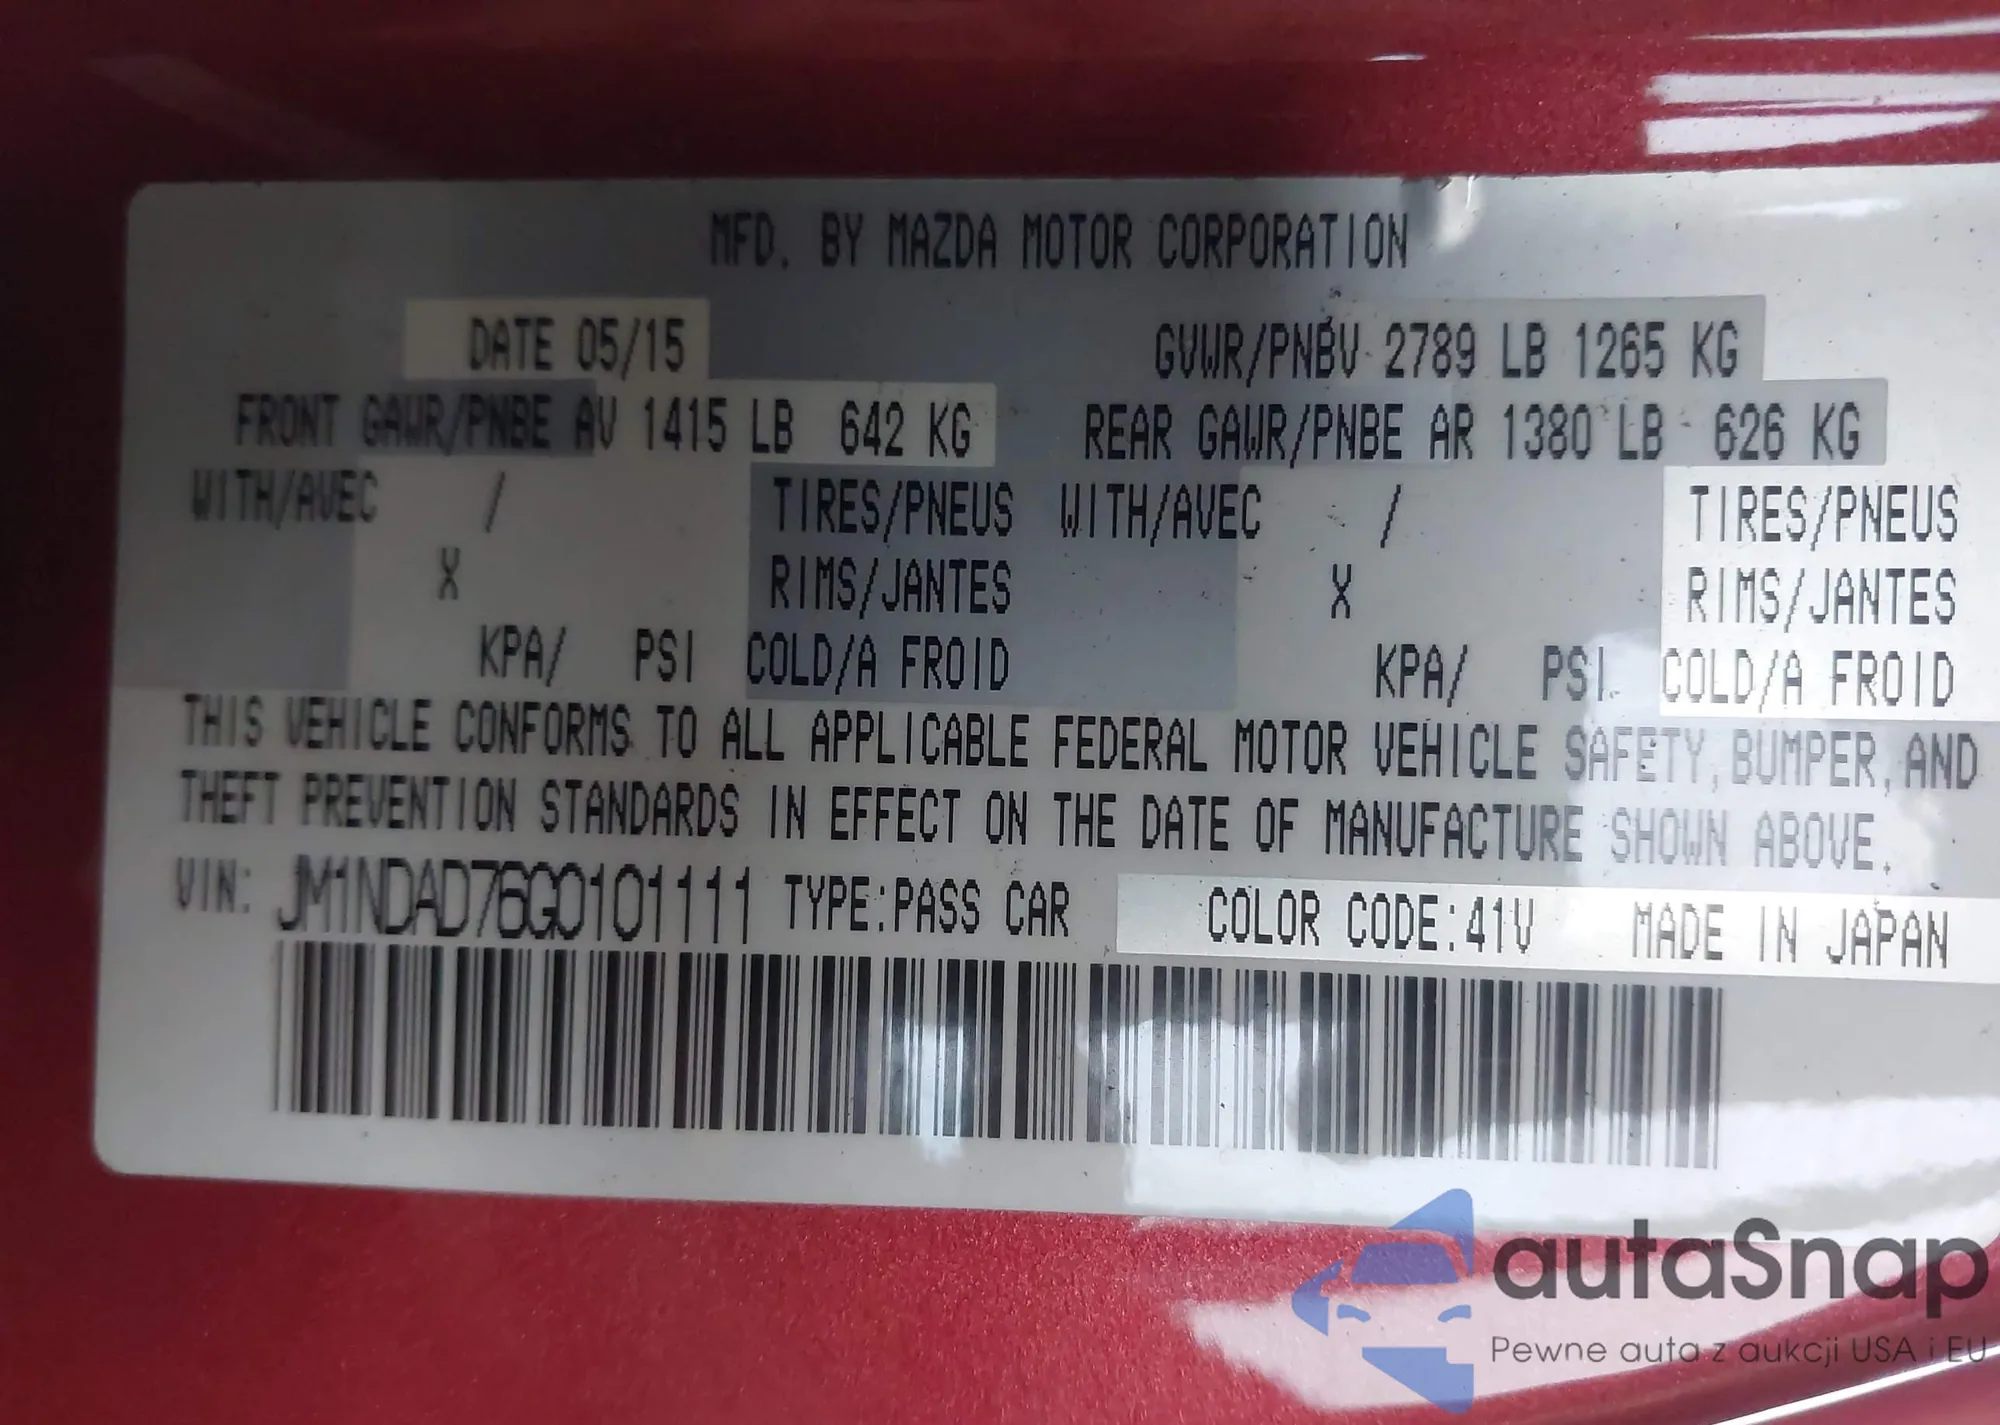 MFD. BY MAZDA MOTOR CORPORATION
DATE 05/15 GVWR/PNBV 2789 LB 1265 KG
FRONT GAWR/PNBE AV 1415 LB 642 KG REAR GAWR/PNBE AR 1380 LB 626 KG
WITH/AVEC / TIRES/PNEUS WITH/AVEC / TIRES/PNEUS
X RIMS/JANTES X RIMS/JANTES
KPA/ PSI COLD/A FROID KPA/ PSI COLD/A FROID
THIS VEHICLE CONFORMS TO ALL APPLICABLE FEDERAL MOTOR VEHICLE SAFETY, BUMPER, AND
THEFT PREVENTION STANDARDS IN EFFECT ON THE DATE OF MANUFACTURE SHOWN ABOVE.
VIN: JM1NDAD76G0101111 TYPE:PASS CAR COLOR CODE:41V MADE IN JAPAN
autaSnap
Pewne auta z aukcji USA i EU